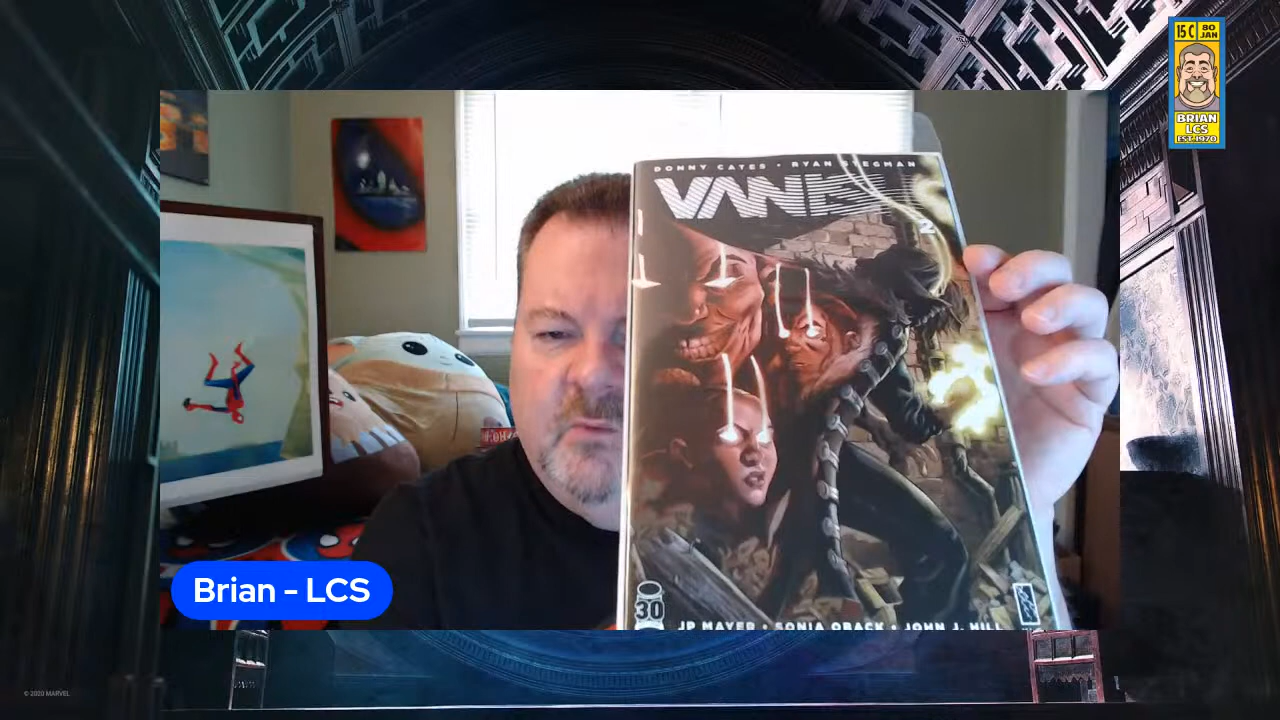 15 C 80 JAN
BRIAN
LCS
EST. 1970
DONNY CATES • RYAN STEGMAN
VANISH
2
30
JP MAYER • SONIA OBACK • JOHN J. HILL
Brian - LCS
© 2020 MARVEL